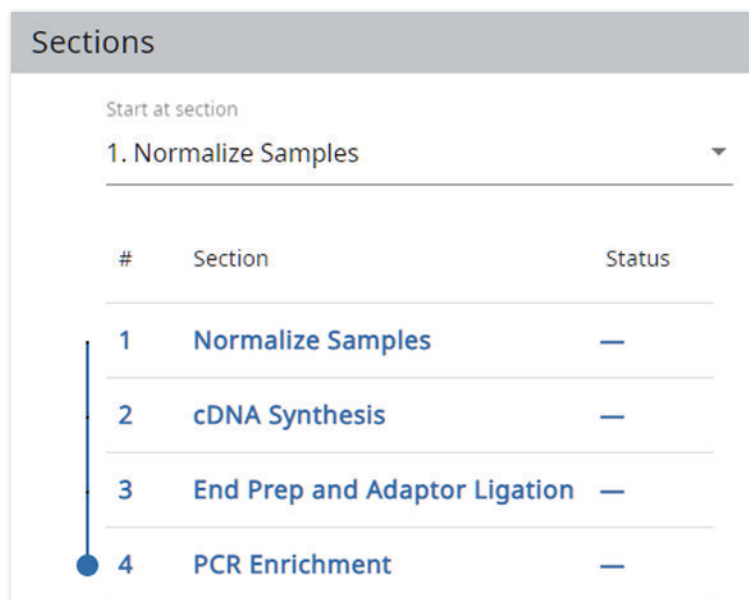 Sections
Start at section
1. Normalize Samples
# Section Status
1 Normalize Samples —
2 cDNA Synthesis —
3 End Prep and Adaptor Ligation —
4 PCR Enrichment —